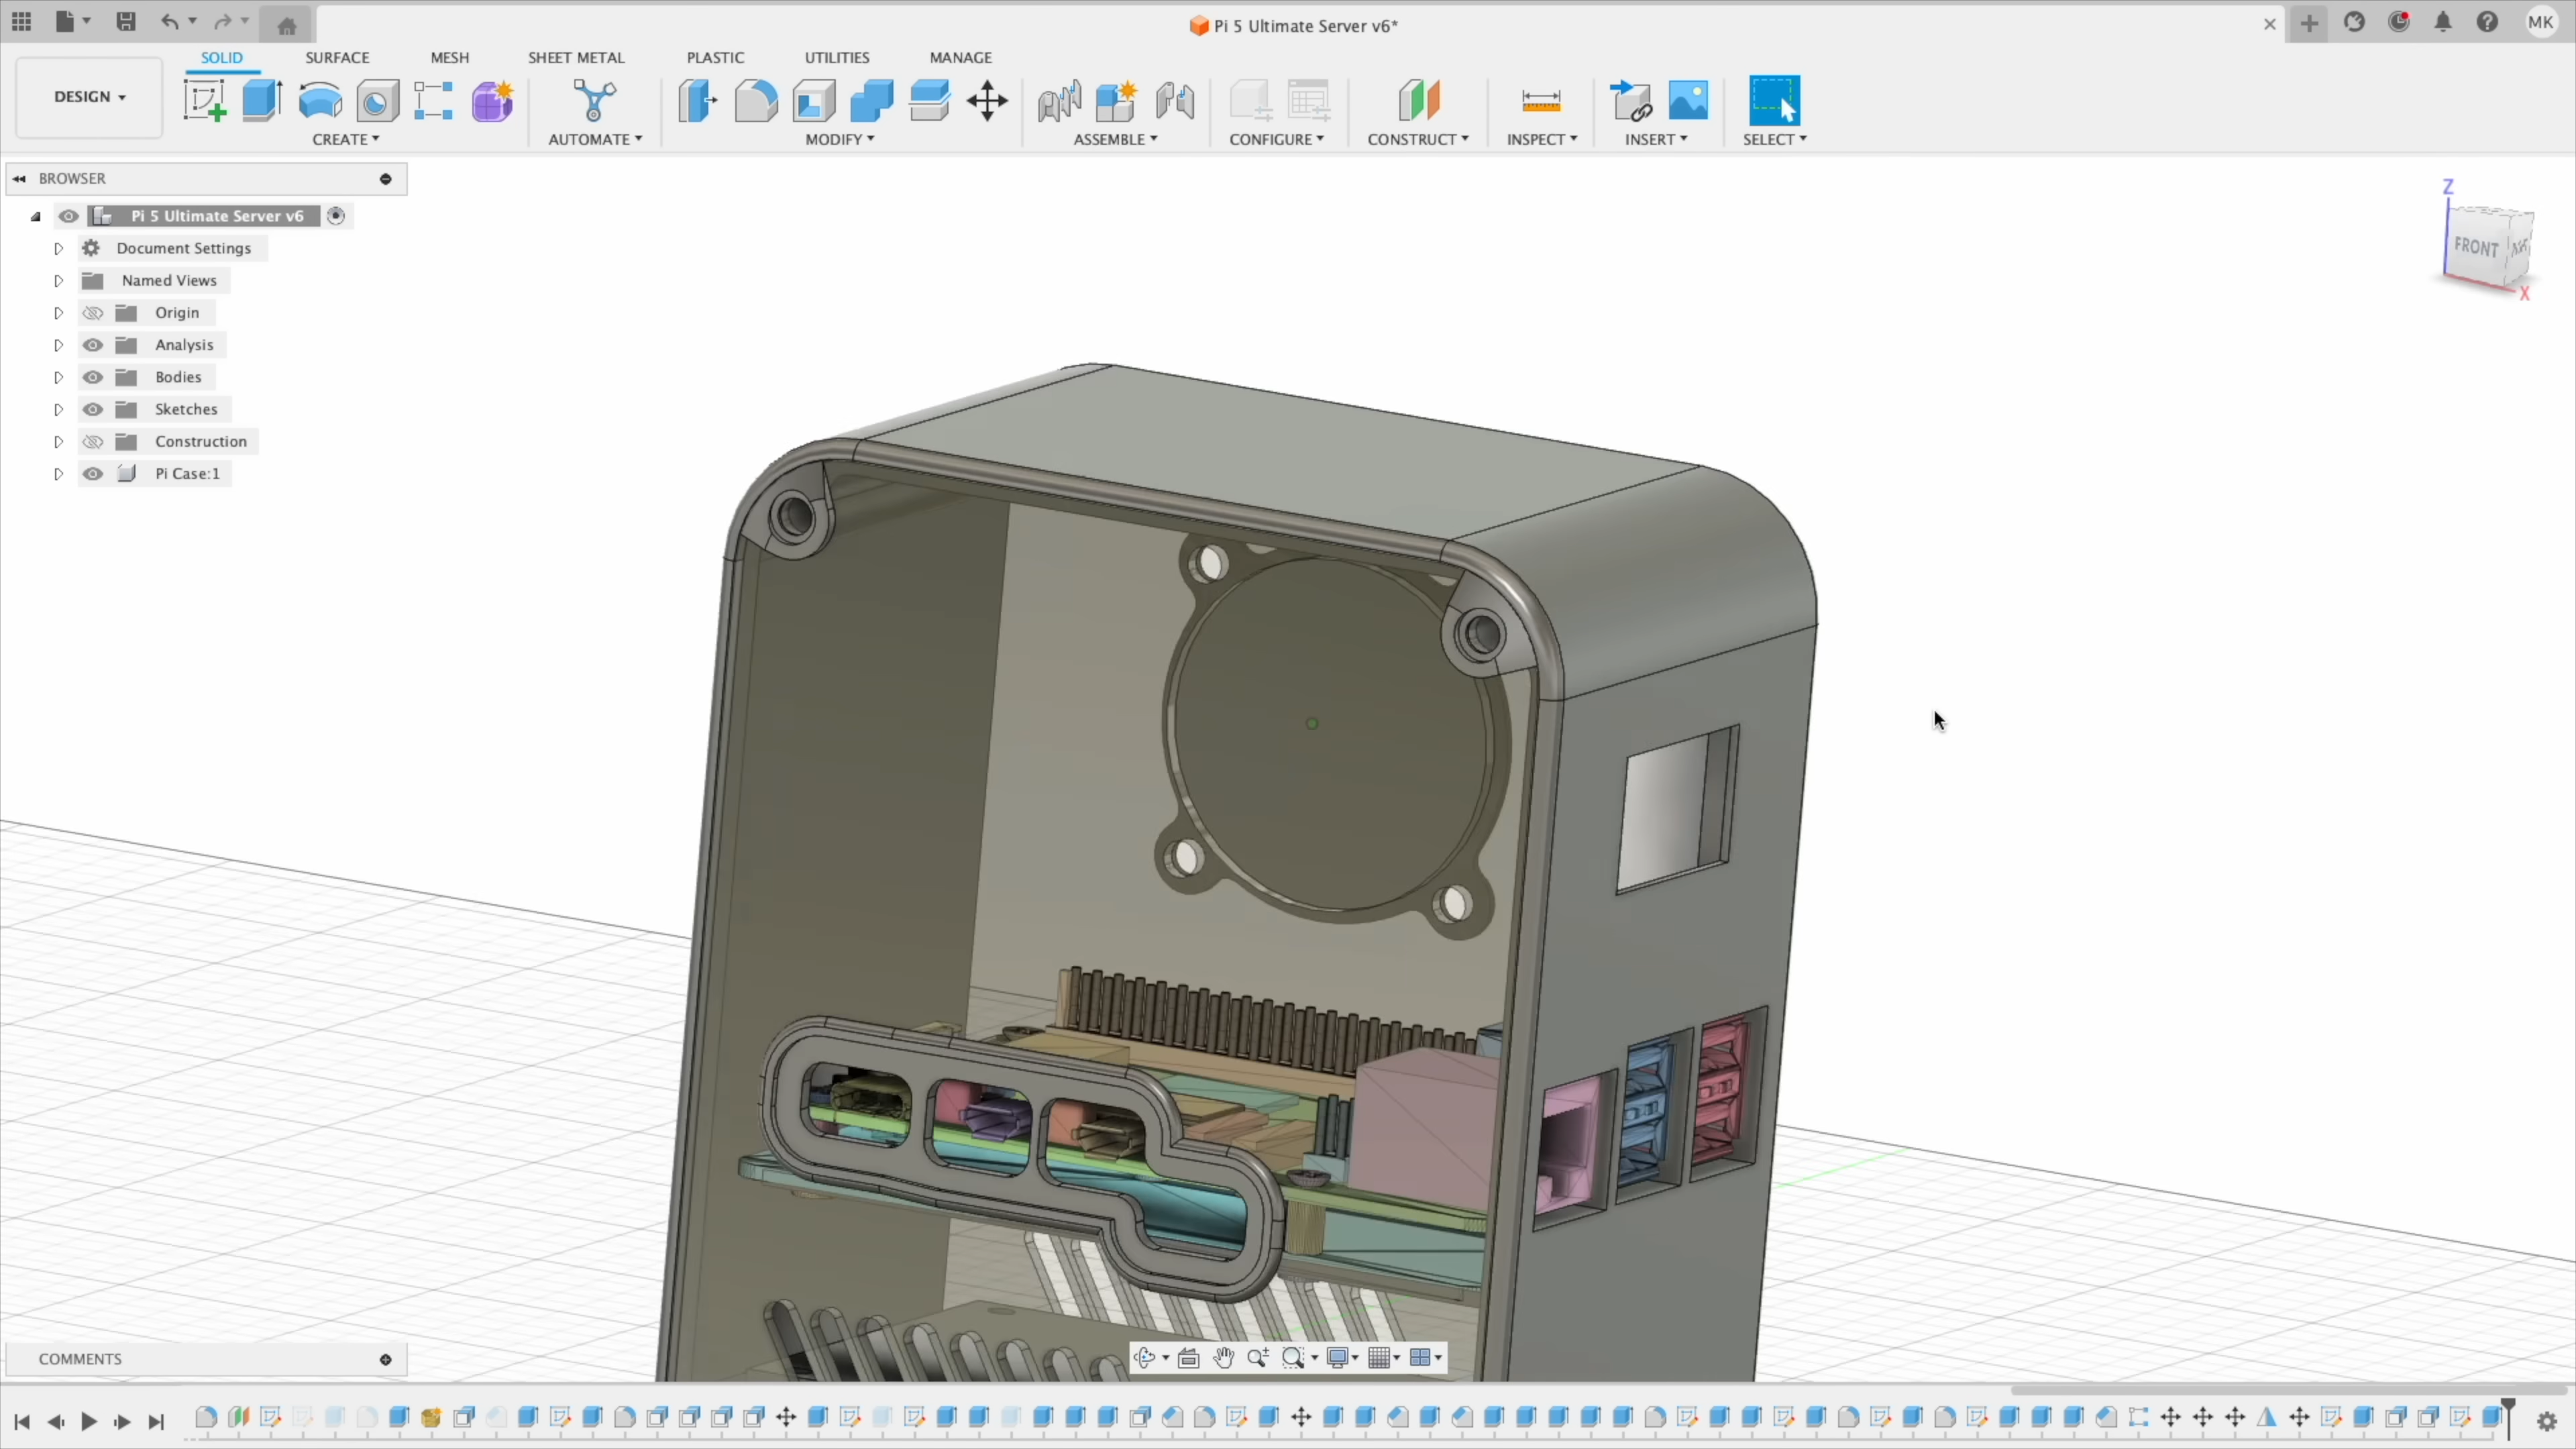 Pi 5 Ultimate Server v6*
MK
DESIGN
SOLID
SURFACE
MESH
SHEET METAL
PLASTIC
UTILITIES
MANAGE
CREATE
AUTOMATE
MODIFY
ASSEMBLE
CONFIGURE
CONSTRUCT
INSPECT
INSERT
SELECT
BROWSER
Pi 5 Ultimate Server v6
Document Settings
Named Views
Origin
Analysis
Bodies
Sketches
Construction
Pi Case:1
Z
FRONT
X
COMMENTS